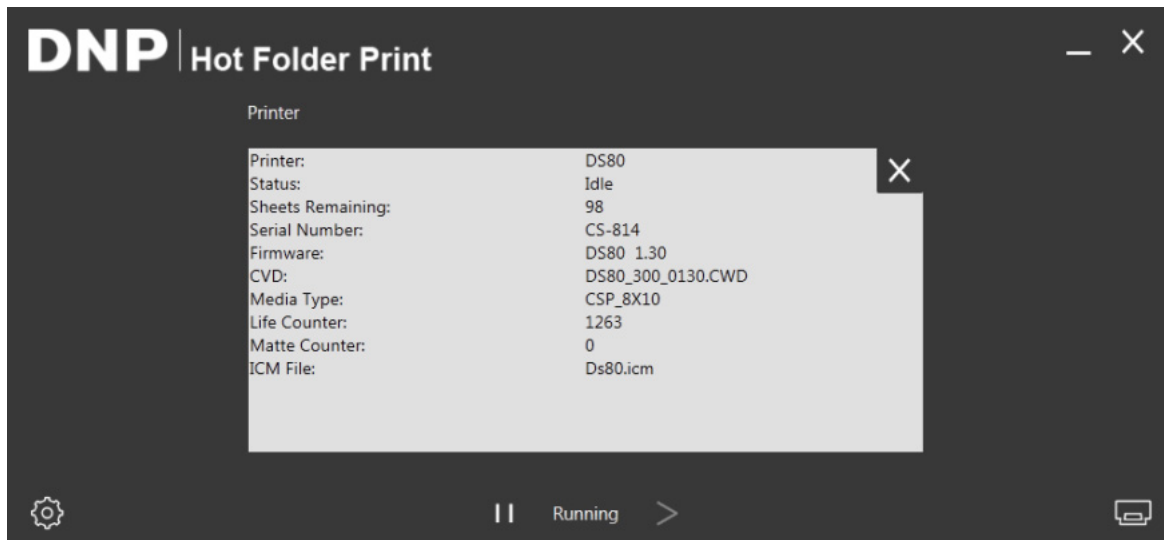 DNP Hot Folder Print
Printer
Printer: DS80
Status: Idle
Sheets Remaining: 98
Serial Number: CS-814
Firmware: DS80 1.30
CVD: DS80_300_0130.CWD
Media Type: CSP_8X10
Life Counter: 1263
Matte Counter: 0
ICM File: Ds80.icm
Running